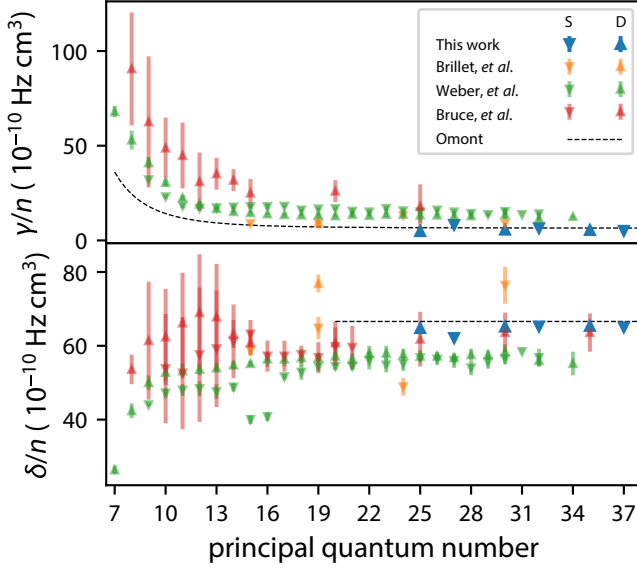 S D
This work
Brillet, et al.
Weber, et al.
Bruce, et al.
Omont
γ/n ( 10⁻¹⁰ Hz cm³)
100
50
0
δ/n ( 10⁻¹⁰ Hz cm³)
80
60
40
7 10 13 16 19 22 25 28 31 34 37
principal quantum number